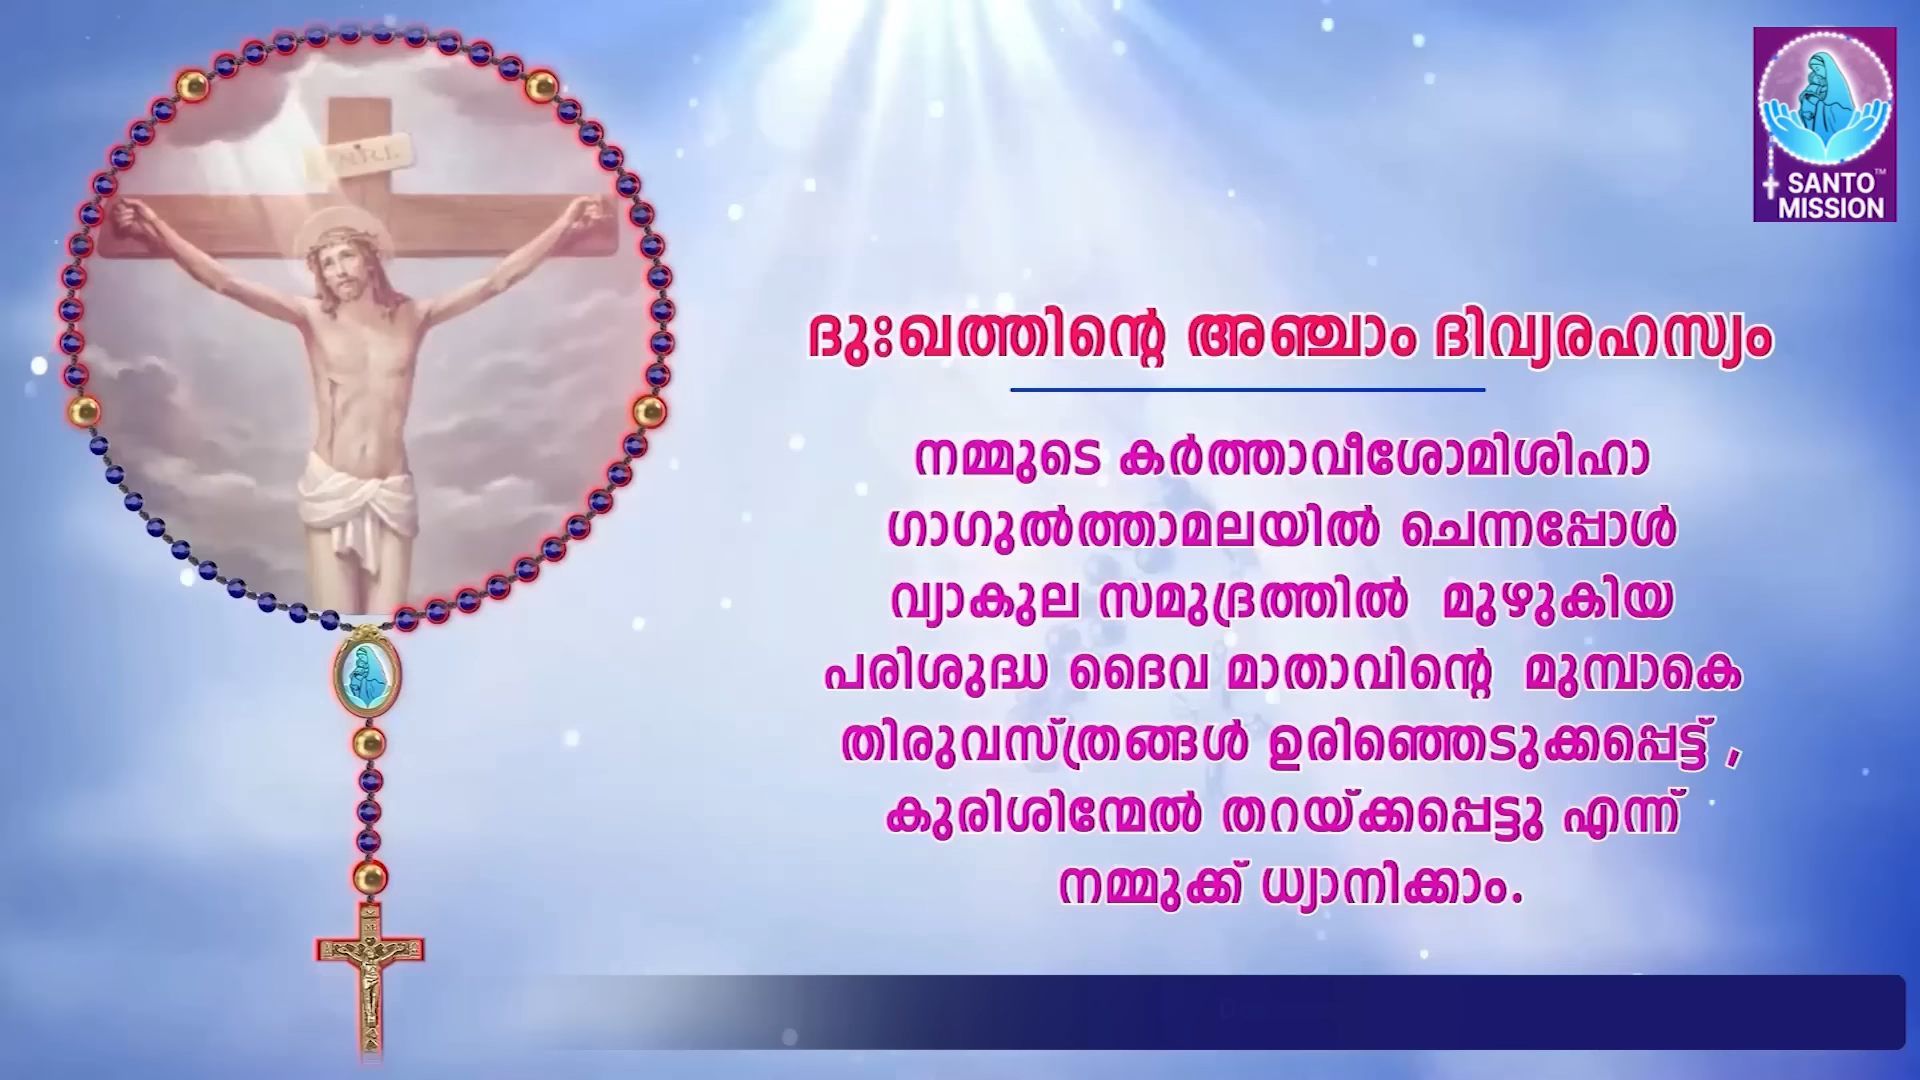 N.R.I.
SANTO™
MISSION
ദുഃഖത്തിന്റെ അഞ്ചാം ദിവ്യരഹസ്യം
നമ്മുടെ കർത്താവീശോമിശിഹാ
ഗാഗുൽത്താമലയിൽ ചെന്നപ്പോൾ
വ്യാകുല സമുദ്രത്തിൽ മുഴുകിയ
പരിശുദ്ധ ദൈവ മാതാവിന്റെ മുമ്പാകെ
തിരുവസ്ത്രങ്ങൾ ഉരിഞ്ഞെടുക്കപ്പെട്ട് ,
കുരിശിന്മേൽ തറയ്ക്കപ്പെട്ടു എന്ന്
നമ്മുക്ക് ധ്യാനിക്കാം.